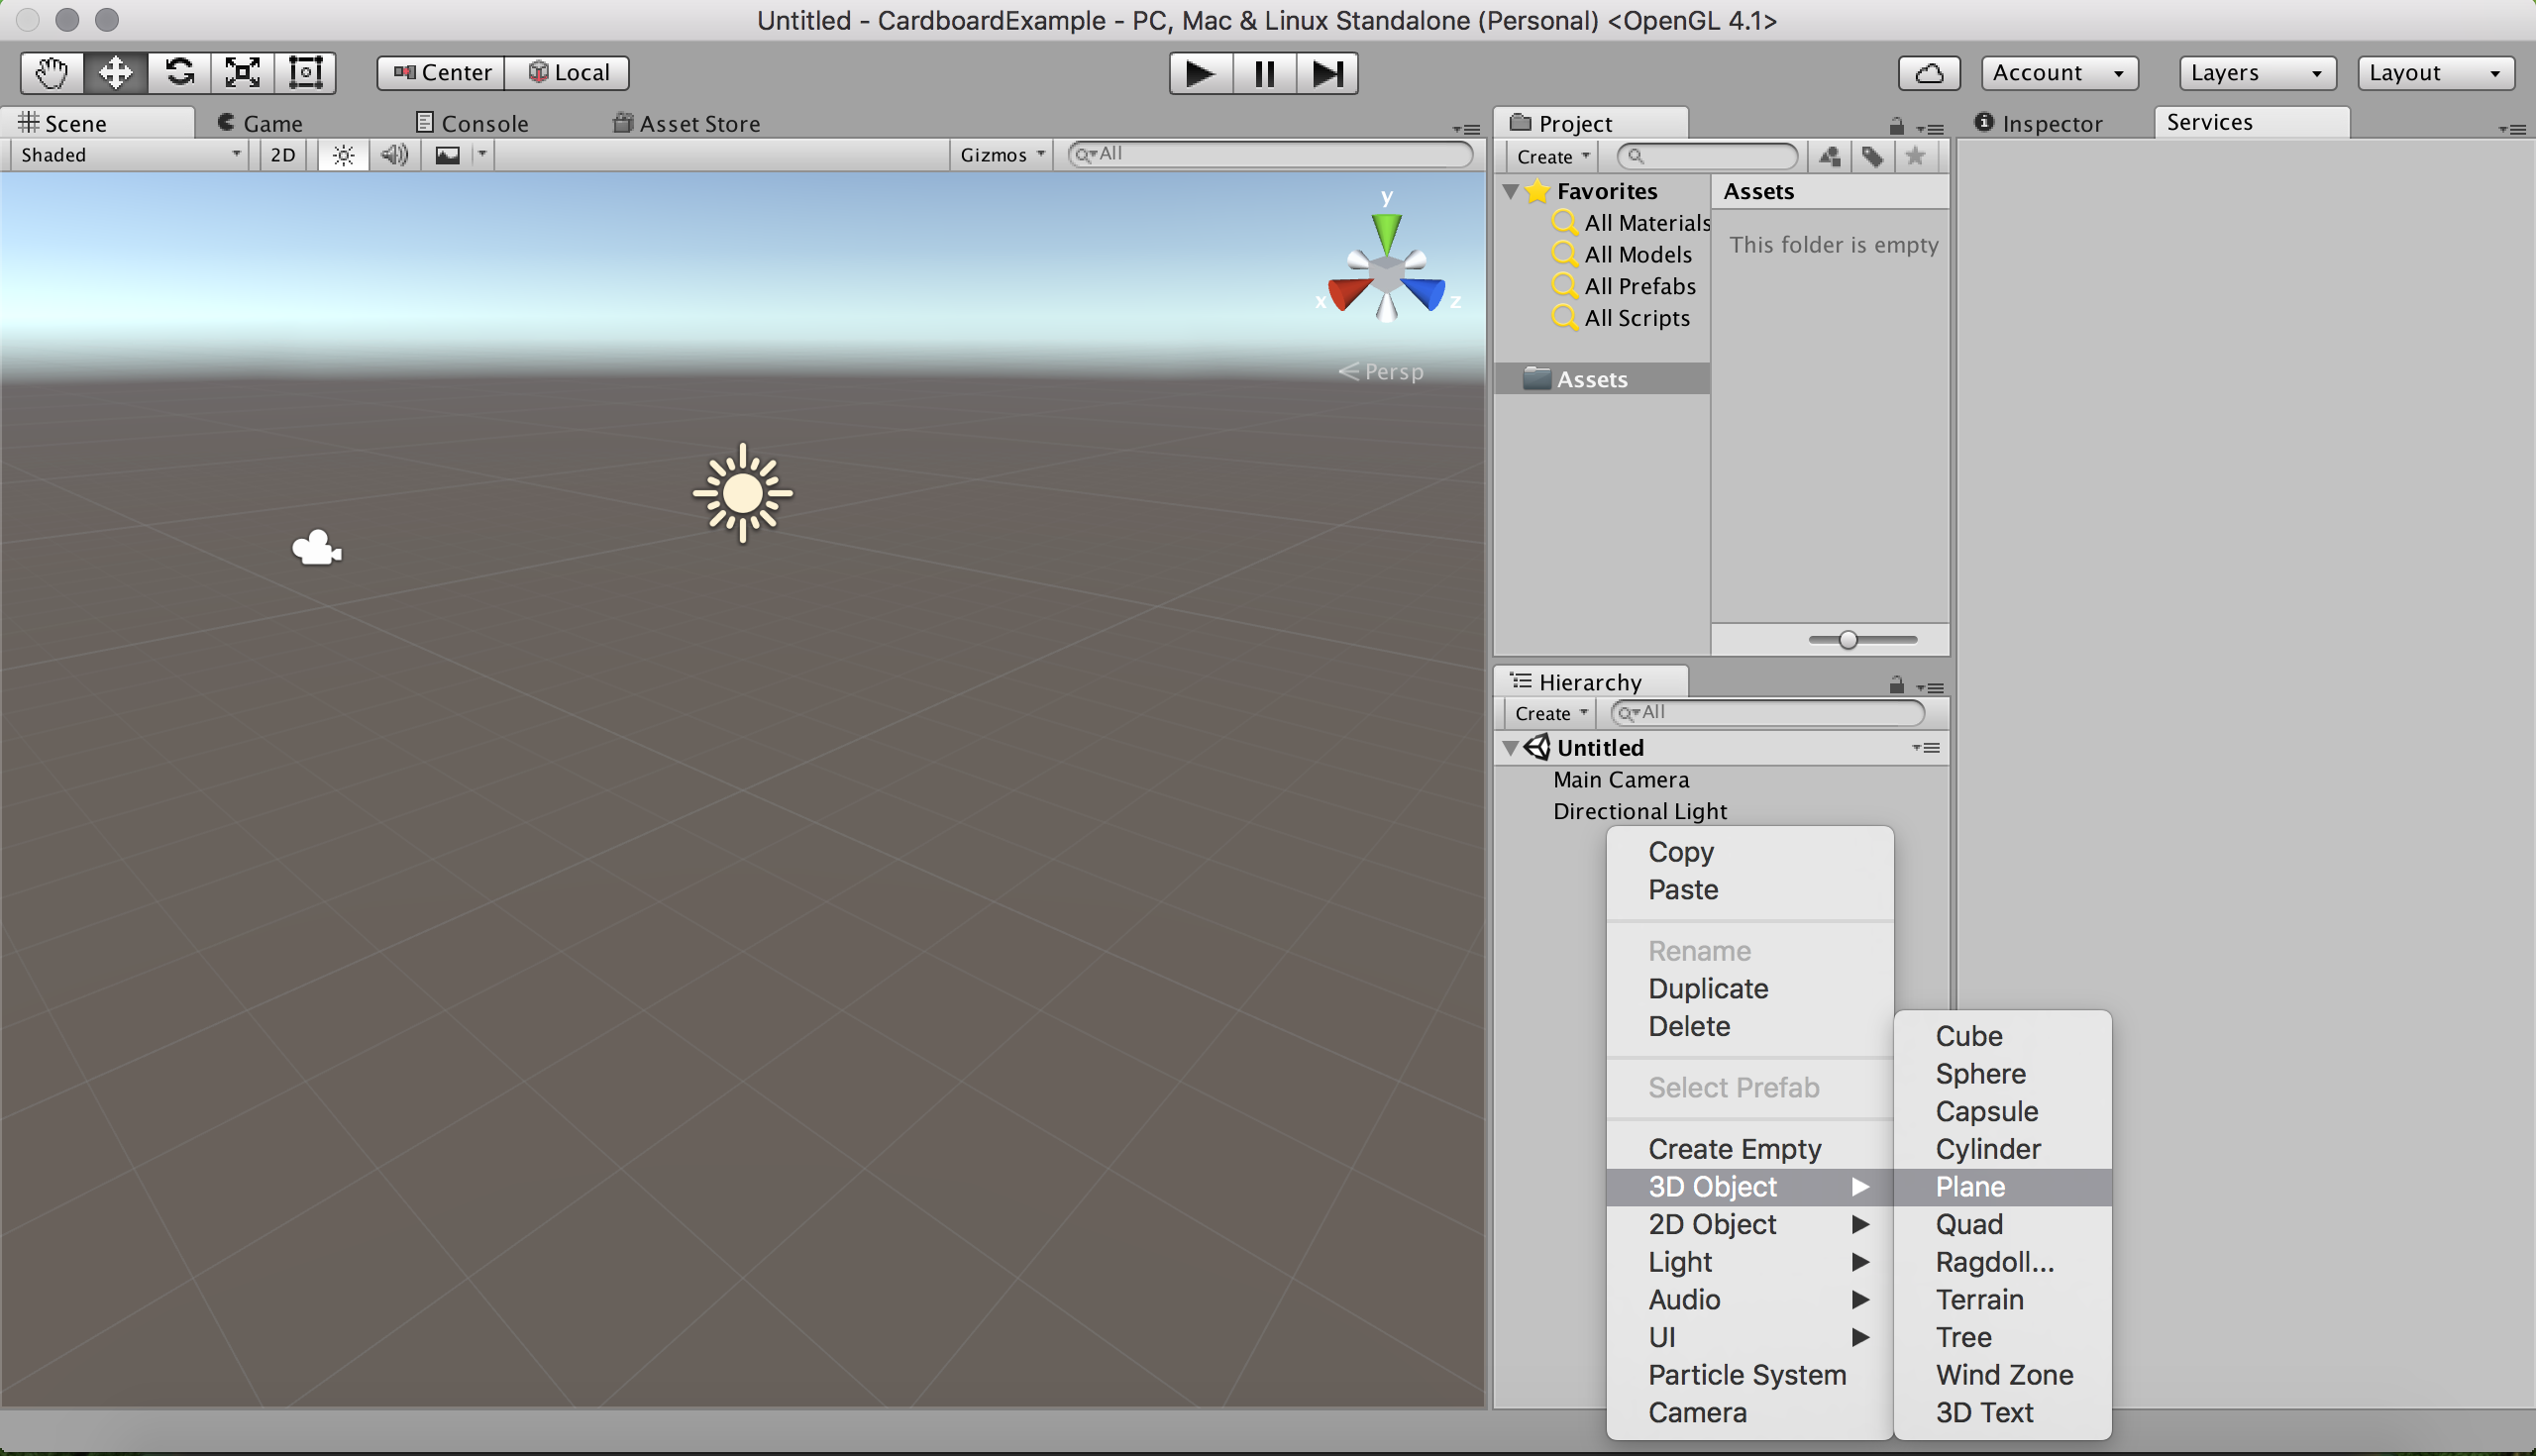 Untitled - CardboardExample - PC, Mac & Linux Standalone (Personal) <OpenGL 4.1>
Center Local Account Layers Layout
Scene Game Console Asset Store
Shaded 2D Gizmos All
y
x z
Persp
Project
Create
Favorites
All Materials
All Models
All Prefabs
All Scripts
Assets
Assets
This folder is empty
Inspector Services
Hierarchy
Create All
Untitled
Main Camera
Directional Light
Copy
Paste
Rename
Duplicate
Delete
Select Prefab
Create Empty
3D Object
2D Object
Light
Audio
UI
Particle System
Camera
Cube
Sphere
Capsule
Cylinder
Plane
Quad
Ragdoll...
Terrain
Tree
Wind Zone
3D Text